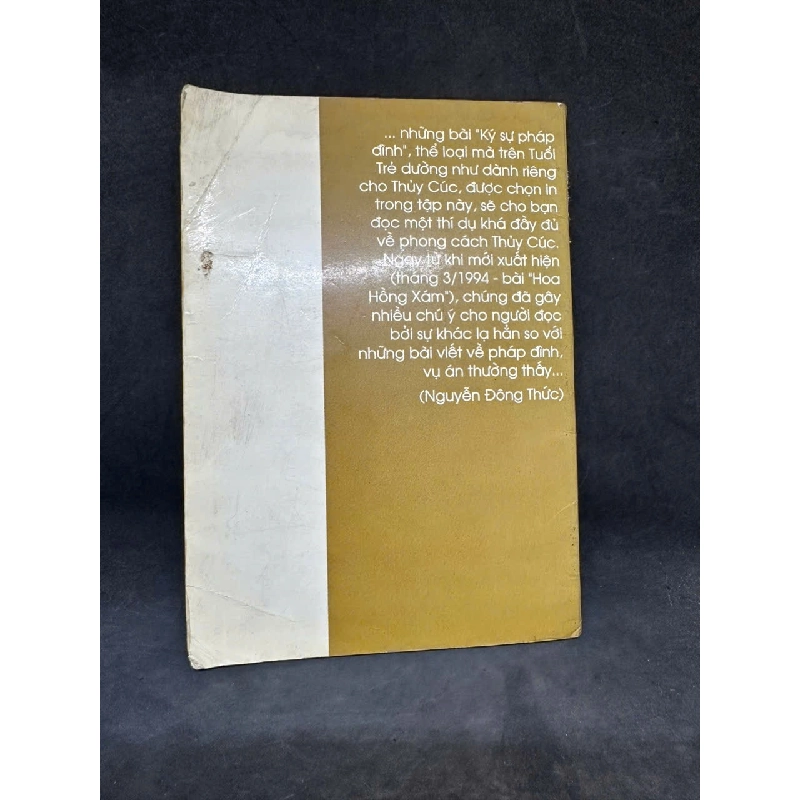 ... những bài "Ký sự pháp
đình", thể loại mà trên Tuổi
Trẻ dường như dành riêng
cho Thủy Cúc, được chọn in
trong tập này, sẽ cho bạn
đọc một thí dụ khá đầy đủ
về phong cách Thủy Cúc.
Ngay từ khi mới xuất hiện
(tháng 3/1994 - bài "Hoa
Hồng Xám"), chúng đã gây
nhiều chú ý cho người đọc
bởi sự khác lạ hẳn so với
những bài viết về pháp đình,
vụ án thường thấy...
(Nguyễn Đông Thức)